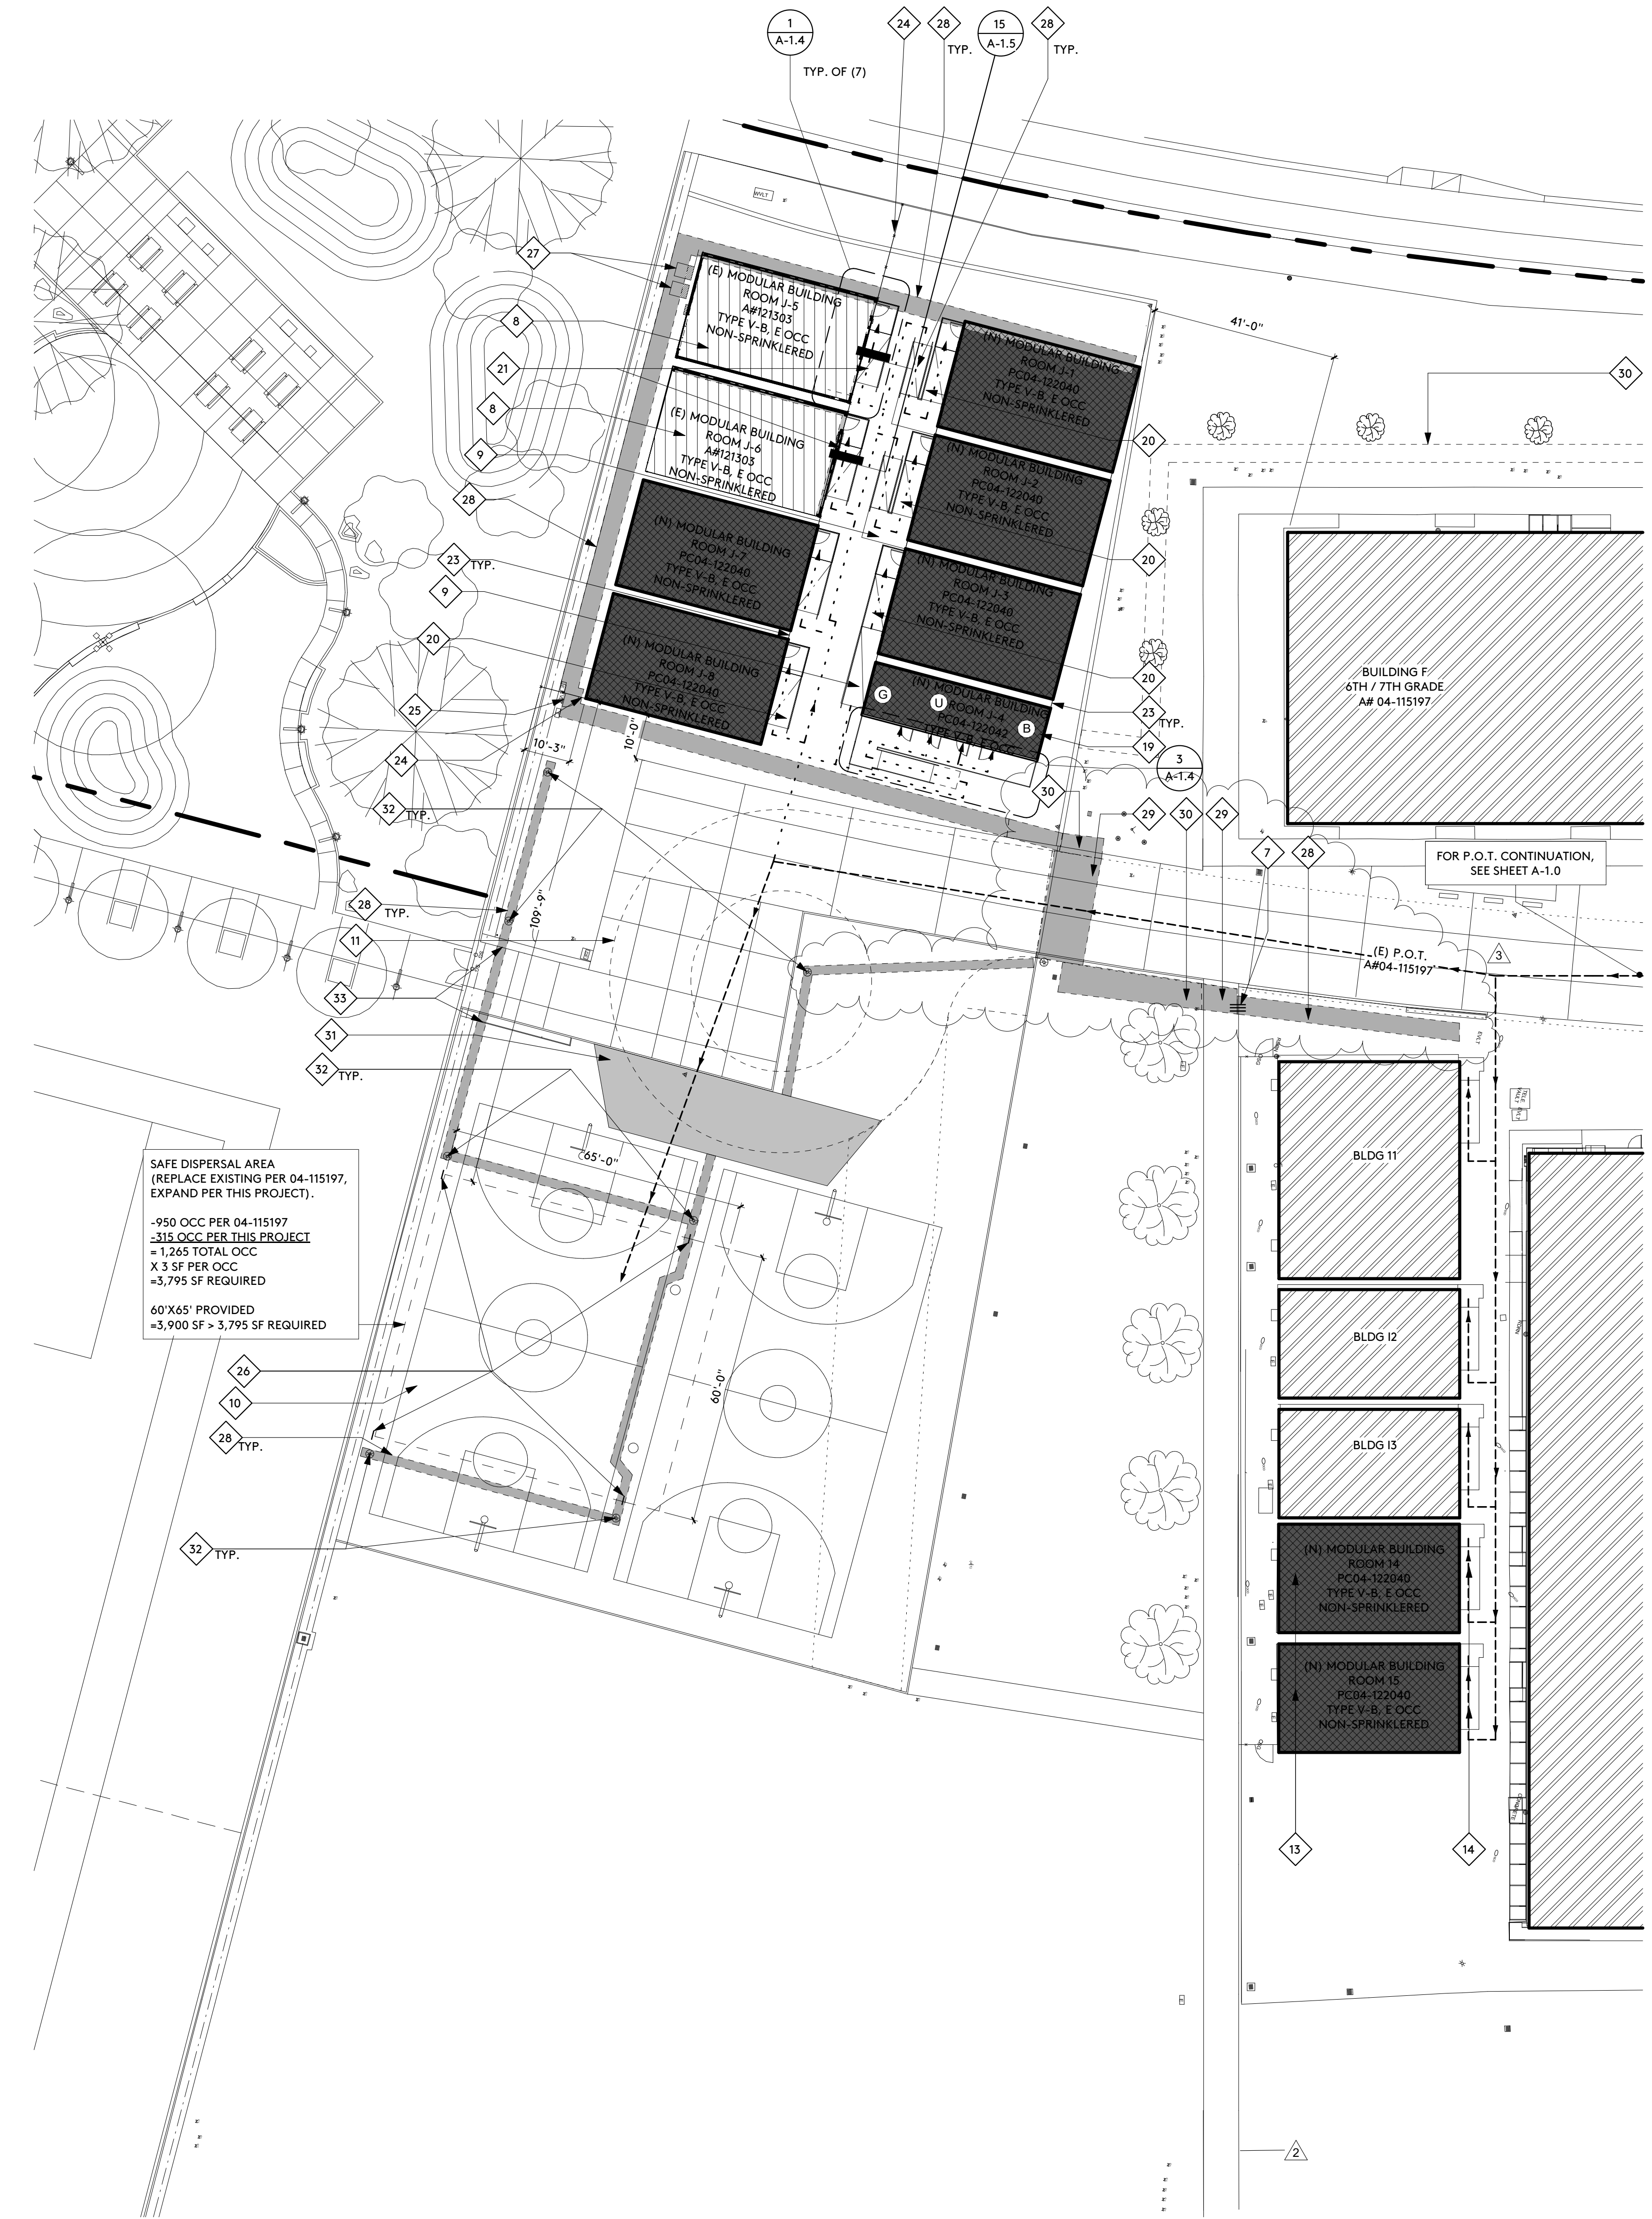 1
A-1.4
TYP. OF (7)
24
28
TYP.
15
A-1.5
28
TYP.
WVLT
27
8
21
8
9
28
23
TYP.
9
20
25
24
32
TYP.
(E) MODULAR BUILDING
ROOM J-5
A#121303
TYPE V-B, E OCC
NON-SPRINKLERED
(E) MODULAR BUILDING
ROOM J-6
A#121303
TYPE V-B, E OCC
NON-SPRINKLERED
(N) MODULAR BUILDING
ROOM J-7
PC04-122040
TYPE V-B, E OCC
NON-SPRINKLERED
(N) MODULAR BUILDING
ROOM J-8
PC04-122040
TYPE V-B, E OCC
NON-SPRINKLERED
(N) MODULAR BUILDING
ROOM J-1
PC04-122040
TYPE V-B, E OCC
NON-SPRINKLERED
(N) MODULAR BUILDING
ROOM J-2
PC04-122040
TYPE V-B, E OCC
NON-SPRINKLERED
(N) MODULAR BUILDING
ROOM J-3
PC04-122040
TYPE V-B, E OCC
NON-SPRINKLERED
(N) MODULAR BUILDING
ROOM J-4
PC04-122042
TYPE V-B, E OCC
G
U
B
41'-0"
30
20
20
20
23
TYP.
19
3
A-1.4
30
29
30
29
7
28
BUILDING F
6TH / 7TH GRADE
A# 04-115197
FOR P.O.T. CONTINUATION,
SEE SHEET A-1.0
(E) P.O.T.
A#04-115197
3
10'-3"
10'-0"
109'-9"
28
TYP.
11
33
31
32
TYP.
65'-0"
60'-0"
SAFE DISPERSAL AREA
(REPLACE EXISTING PER 04-115197,
EXPAND PER THIS PROJECT).
-950 OCC PER 04-115197
-315 OCC PER THIS PROJECT
= 1,265 TOTAL OCC
X 3 SF PER OCC
=3,795 SF REQUIRED
60'X65' PROVIDED
=3,900 SF > 3,795 SF REQUIRED
26
10
28
TYP.
32
TYP.
EVLT
TELE
VAULT
EVLT
BLDG 11
BLDG I2
BLDG I3
(N) MODULAR BUILDING
ROOM 14
PC04-122040
TYPE V-B, E OCC
NON-SPRINKLERED
(N) MODULAR BUILDING
ROOM 15
PC04-122040
TYPE V-B, E OCC
NON-SPRINKLERED
13
14
2